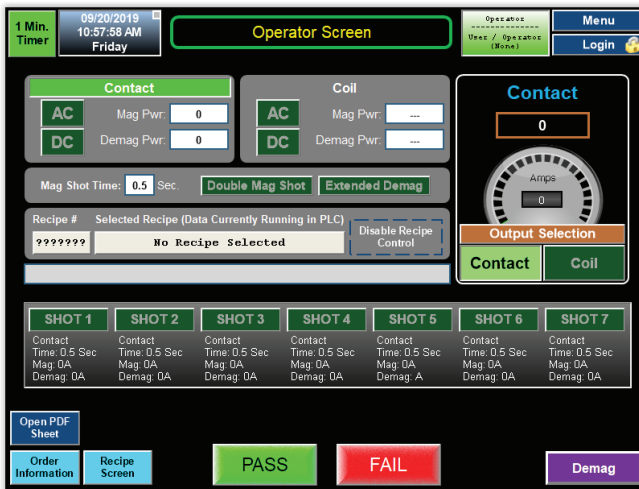 1 Min.
Timer
09/20/2019
10:57:58 AM
Friday
Operator Screen
Operator
User / Operator
(None)
Menu
Login
Contact
AC
Mag Pwr:
0
DC
Demag Pwr:
0
Coil
AC
Mag Pwr:
---
DC
Demag Pwr:
---
Contact
0
Amps
0
Output Selection
Contact
Coil
Mag Shot Time:
0.5
Sec.
Double Mag Shot
Extended Demag
Recipe #
Selected Recipe (Data Currently Running in PLC)
???????
No Recipe Selected
Disable Recipe
Control
SHOT 1
Contact
Time: 0.5 Sec
Mag: 0A
Demag: 0A
SHOT 2
Contact
Time: 0.5 Sec
Mag: 0A
Demag: 0A
SHOT 3
Contact
Time: 0.5 Sec
Mag: 0A
Demag: 0A
SHOT 4
Contact
Time: 0.5 Sec
Mag: 0A
Demag: 0A
SHOT 5
Contact
Time: 0.5 Sec
Mag: 0A
Demag: A
SHOT 6
Contact
Time: 0.5 Sec
Mag: 0A
Demag: 0A
SHOT 7
Contact
Time: 0.5 Sec
Mag: 0A
Demag: 0A
Open PDF
Sheet
Order
Information
Recipe
Screen
PASS
FAIL
Demag